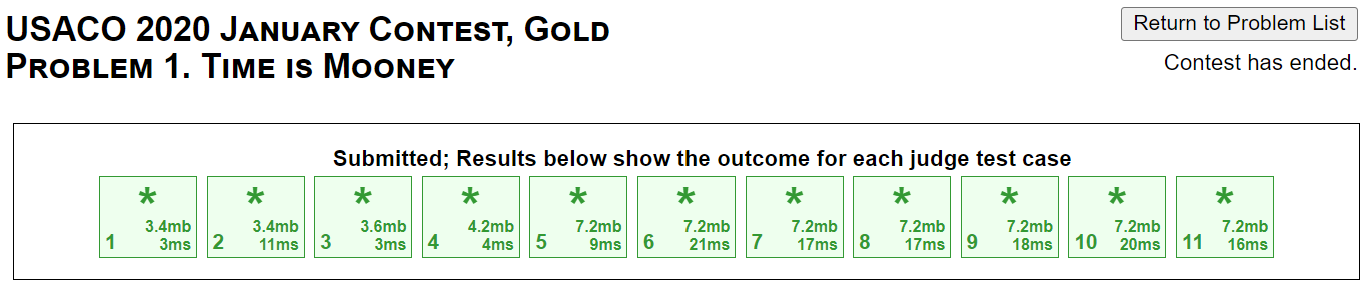 USACO 2020 January Contest, Gold
Return to Problem List
Problem 1. Time is Mooney
Contest has ended.
Submitted; Results below show the outcome for each judge test case
* * * * * * * * * * *
3.4mb 3.4mb 3.6mb 4.2mb 7.2mb 7.2mb 7.2mb 7.2mb 7.2mb 7.2mb 7.2mb
1 3ms 2 11ms 3 3ms 4 4ms 5 9ms 6 21ms 7 17ms 8 17ms 9 18ms 10 20ms 11 16ms